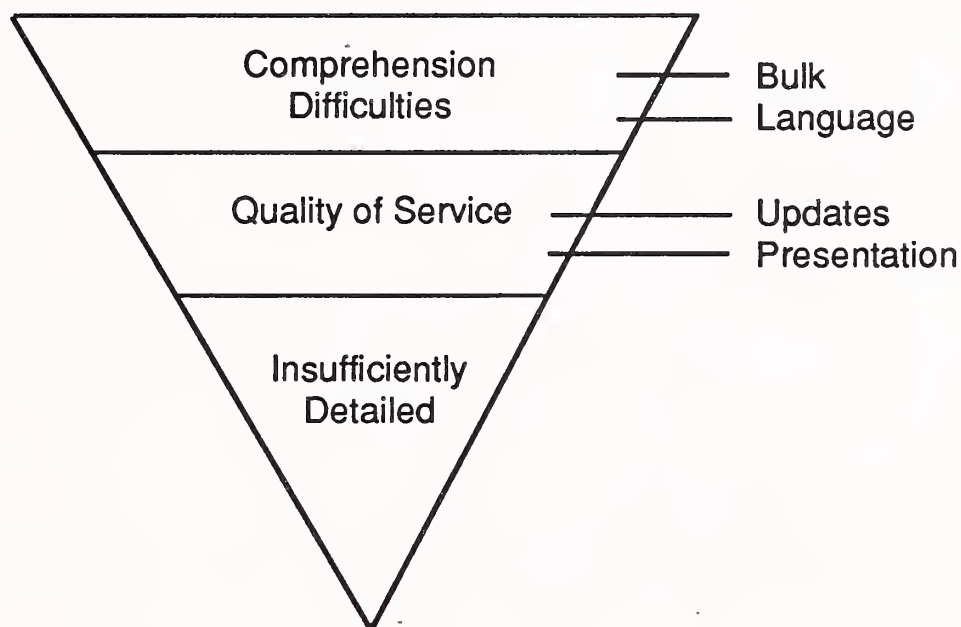 Comprehension
Difficulties
Bulk
Language
Quality of Service
Updates
Presentation
Insufficiently
Detailed